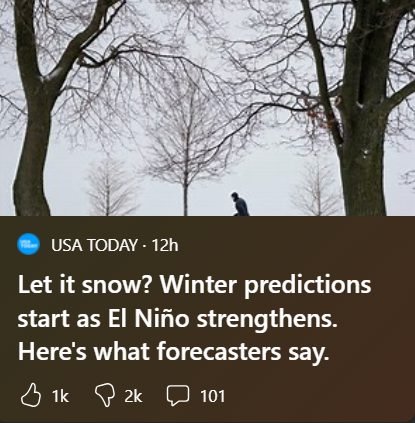 USA TODAY · 12h
Let it snow? Winter predictions
start as El Niño strengthens.
Here's what forecasters say.
1k 2k 101